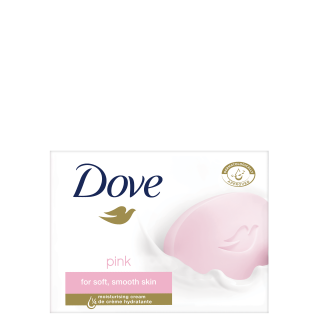 Dove
pink
for soft, smooth skin
¼ moisturising cream
de crème hydratante